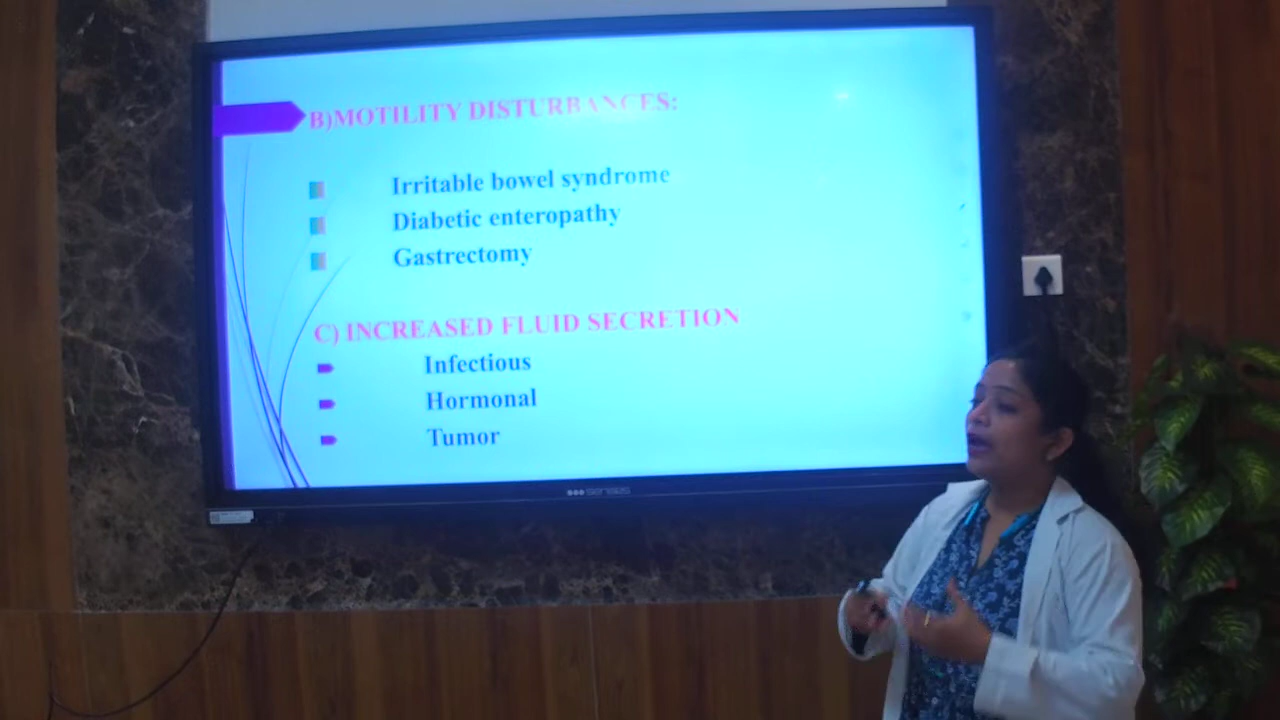 B)MOTILITY DISTURBANCES:
Irritable bowel syndrome
Diabetic enteropathy
Gastrectomy
C) INCREASED FLUID SECRETION
Infectious
Hormonal
Tumor